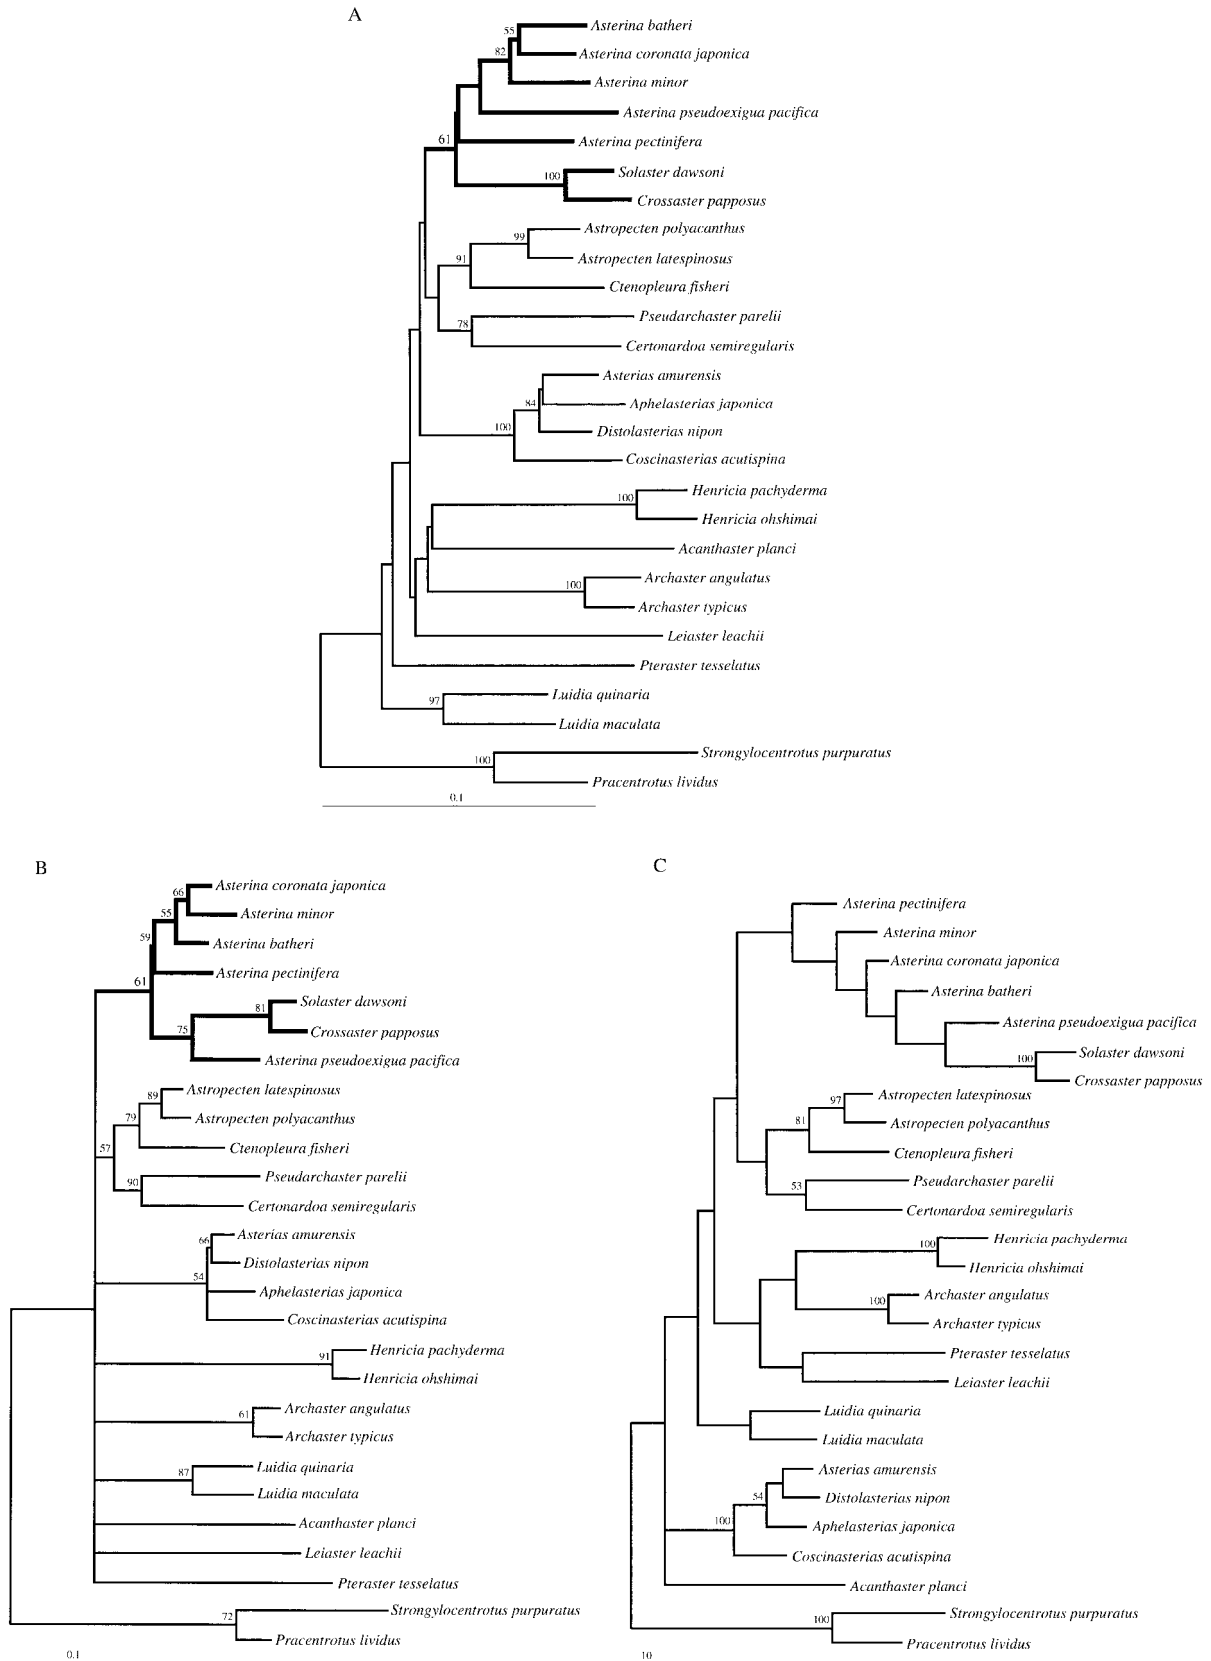 A
Asterina batheri
55
Asterina coronata japonica
82
Asterina minor
Asterina pseudoexigua pacifica
61
Asterina pectinifera
Solaster dawsoni
100
Crossaster papposus
Astropecten polyacanthus
99
Astropecten latespinosus
91
Ctenopleura fisheri
Pseudarchaster parelii
78
Certonardoa semiregularis
Asterias amurensis
84
Aphelasterias japonica
100
Distolasterias nipon
Coscinasterias acutispina
Henricia pachyderma
100
Henricia ohshimai
Acanthaster planci
Archaster angulatus
100
Archaster typicus
Leiaster leachii
Pteraster tesselatus
Luidia quinaria
97
Luidia maculata
Strongylocentrotus purpuratus
100
Pracentrotus lividus
0.1
B
Asterina coronata japonica
66
Asterina minor
55
59
Asterina batheri
Asterina pectinifera
61
Solaster dawsoni
81
Crossaster papposus
75
Asterina pseudoexigua pacifica
Astropecten latespinosus
89
Astropecten polyacanthus
79
Ctenopleura fisheri
57
Pseudarchaster parelii
90
Certonardoa semiregularis
Asterias amurensis
66
Distolasterias nipon
54
Aphelasterias japonica
Coscinasterias acutispina
Henricia pachyderma
91
Henricia ohshimai
Archaster angulatus
61
Archaster typicus
Luidia quinaria
87
Luidia maculata
Acanthaster planci
Leiaster leachii
Pteraster tesselatus
Strongylocentrotus purpuratus
72
Pracentrotus lividus
0.1
C
Asterina pectinifera
Asterina minor
Asterina coronata japonica
Asterina batheri
Asterina pseudoexigua pacifica
Solaster dawsoni
100
Crossaster papposus
Astropecten latespinosus
97
Astropecten polyacanthus
81
Ctenopleura fisheri
Pseudarchaster parelii
53
Certonardoa semiregularis
Henricia pachyderma
100
Henricia ohshimai
Archaster angulatus
100
Archaster typicus
Pteraster tesselatus
Leiaster leachii
Luidia quinaria
Luidia maculata
Asterias amurensis
54
Distolasterias nipon
100
Aphelasterias japonica
Coscinasterias acutispina
Acanthaster planci
Strongylocentrotus purpuratus
100
Pracentrotus lividus
10